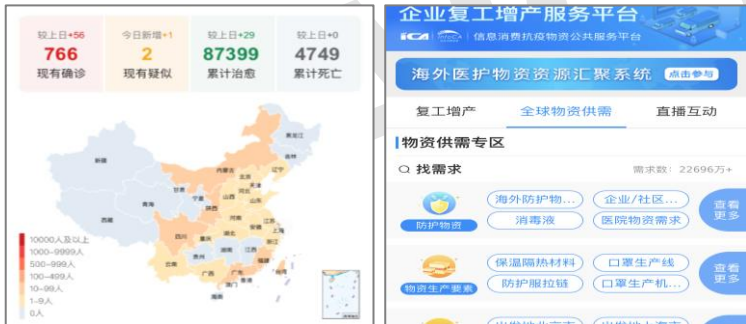 较上日+56
今日新增+1
较上日+29
较上日+0
766
2
87399
4749
现有确诊
现有疑似
累计治愈
累计死亡
黑龙江
吉林
辽宁
新疆
内蒙古
北京
天津
河北
山西
山东
甘肃
宁夏
青海
陕西
河南
江苏
安徽
上海
西藏
四川
重庆
湖北
浙江
湖南
江西
贵州
福建
云南
广西
广东
台湾
香港
澳门
海南
10000人及以上
1000-9999人
500-999人
100-499人
10-99人
1-9人
0人
企业复工增产服务平台
ICA InfoCA 信息消费抗疫物资公共服务平台
海外医护物资资源汇聚系统 点击参与
复工增产 全球物资供需 直播互动
物资供需专区
找需求 需求数：22696万+
海外防护物... 企业/社区... 查看更多
防护物资 消毒液 医院物资需求
保温隔热材料 口罩生产线 查看更多
物资生产要素 防护服拉链 口罩生产机...